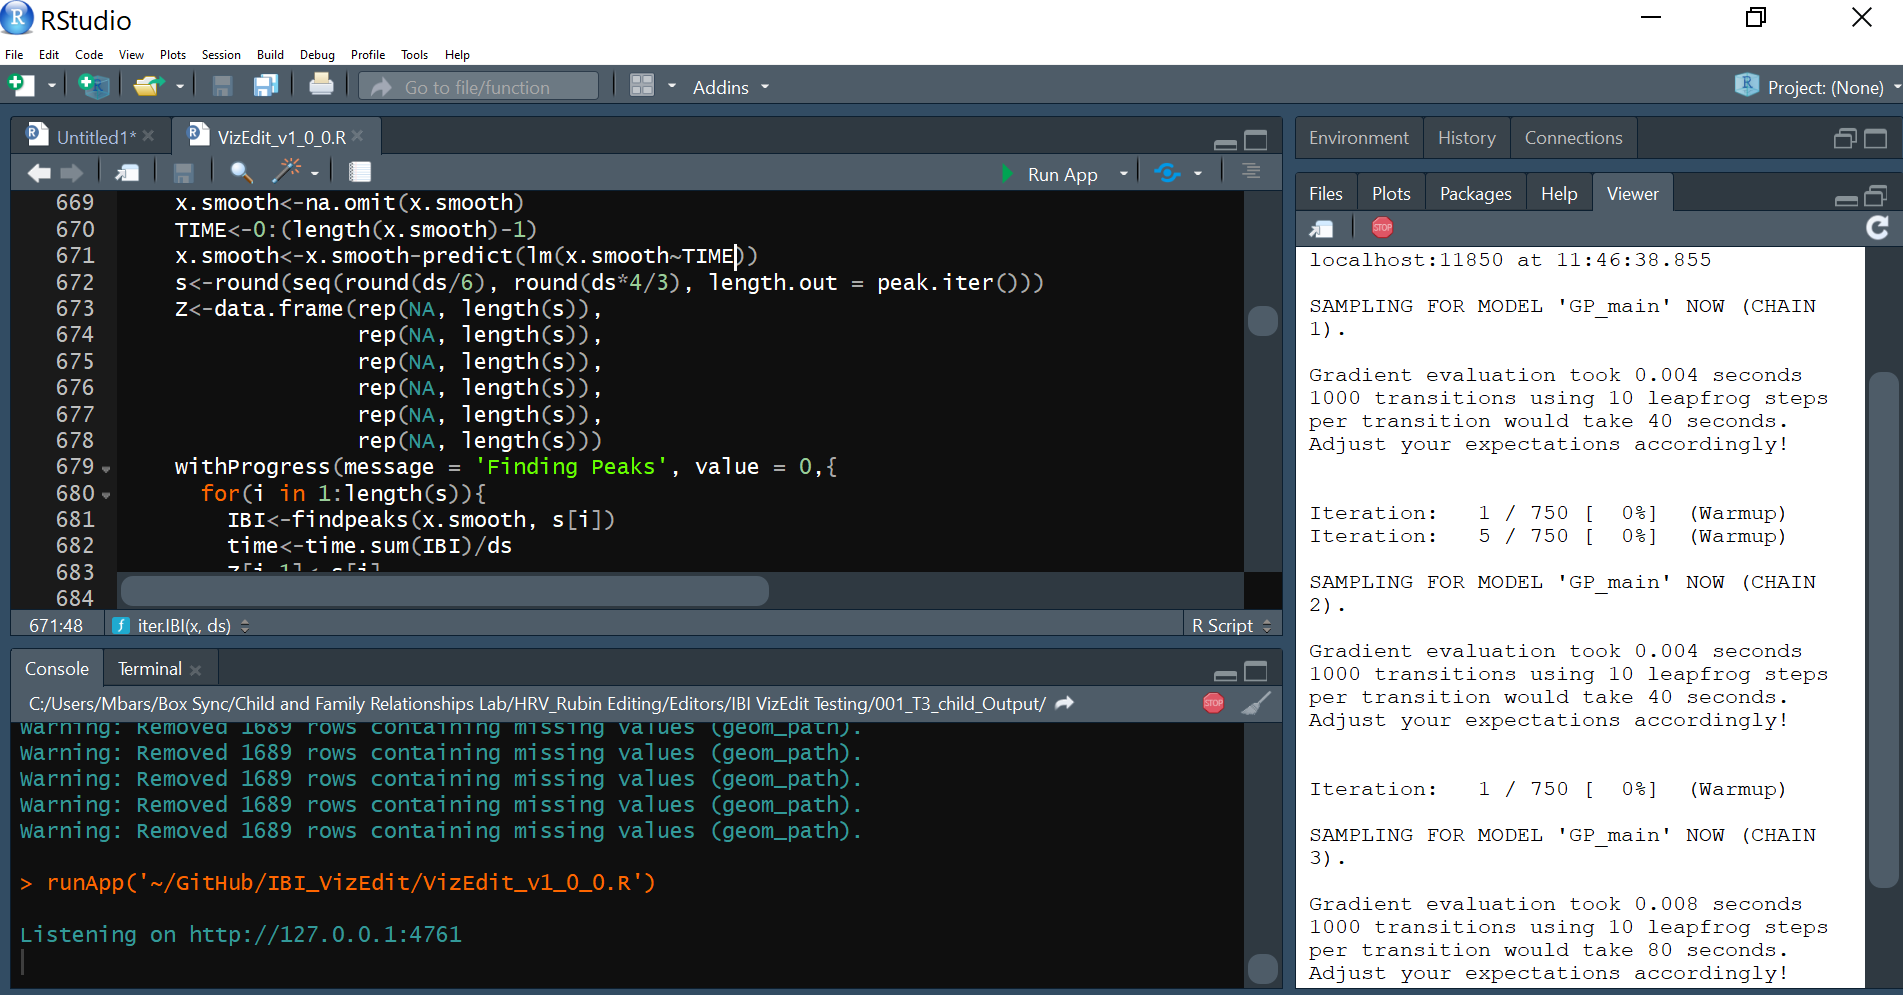 RStudio
File Edit Code View Plots Session Build Debug Profile Tools Help
Go to file/function Addins Project: (None)
Untitled1* VizEdit_v1_0_0.R
Run App
669 x.smooth<-na.omit(x.smooth)
670 TIME<-0:(length(x.smooth)-1)
671 x.smooth<-x.smooth-predict(lm(x.smooth~TIME))
672 s<-round(seq(round(ds/6), round(ds*4/3), length.out = peak.iter()))
673 Z<-data.frame(rep(NA, length(s)),
674 rep(NA, length(s)),
675 rep(NA, length(s)),
676 rep(NA, length(s)),
677 rep(NA, length(s)),
678 rep(NA, length(s)))
679 withProgress(message = 'Finding Peaks', value = 0,{
680 for(i in 1:length(s)){
681 IBI<-findpeaks(x.smooth, s[i])
682 time<-time.sum(IBI)/ds
683
684
671:48 iter.IBI(x, ds) R Script
Console Terminal
C:/Users/Mbars/Box Sync/Child and Family Relationships Lab/HRV_Rubin Editing/Editors/IBI VizEdit Testing/001_T3_child_Output/ STOP
Warning: Removed 1689 rows containing missing values (geom_path).
Warning: Removed 1689 rows containing missing values (geom_path).
Warning: Removed 1689 rows containing missing values (geom_path).
Warning: Removed 1689 rows containing missing values (geom_path).
Warning: Removed 1689 rows containing missing values (geom_path).
> runApp('~/GitHub/IBI_VizEdit/VizEdit_v1_0_0.R')
Listening on http://127.0.0.1:4761
Environment History Connections
Files Plots Packages Help Viewer
STOP
localhost:11850 at 11:46:38.855
SAMPLING FOR MODEL 'GP_main' NOW (CHAIN
1).
Gradient evaluation took 0.004 seconds
1000 transitions using 10 leapfrog steps
per transition would take 40 seconds.
Adjust your expectations accordingly!
Iteration: 1 / 750 [ 0%] (Warmup)
Iteration: 5 / 750 [ 0%] (Warmup)
SAMPLING FOR MODEL 'GP_main' NOW (CHAIN
2).
Gradient evaluation took 0.004 seconds
1000 transitions using 10 leapfrog steps
per transition would take 40 seconds.
Adjust your expectations accordingly!
Iteration: 1 / 750 [ 0%] (Warmup)
SAMPLING FOR MODEL 'GP_main' NOW (CHAIN
3).
Gradient evaluation took 0.008 seconds
1000 transitions using 10 leapfrog steps
per transition would take 80 seconds.
Adjust your expectations accordingly!